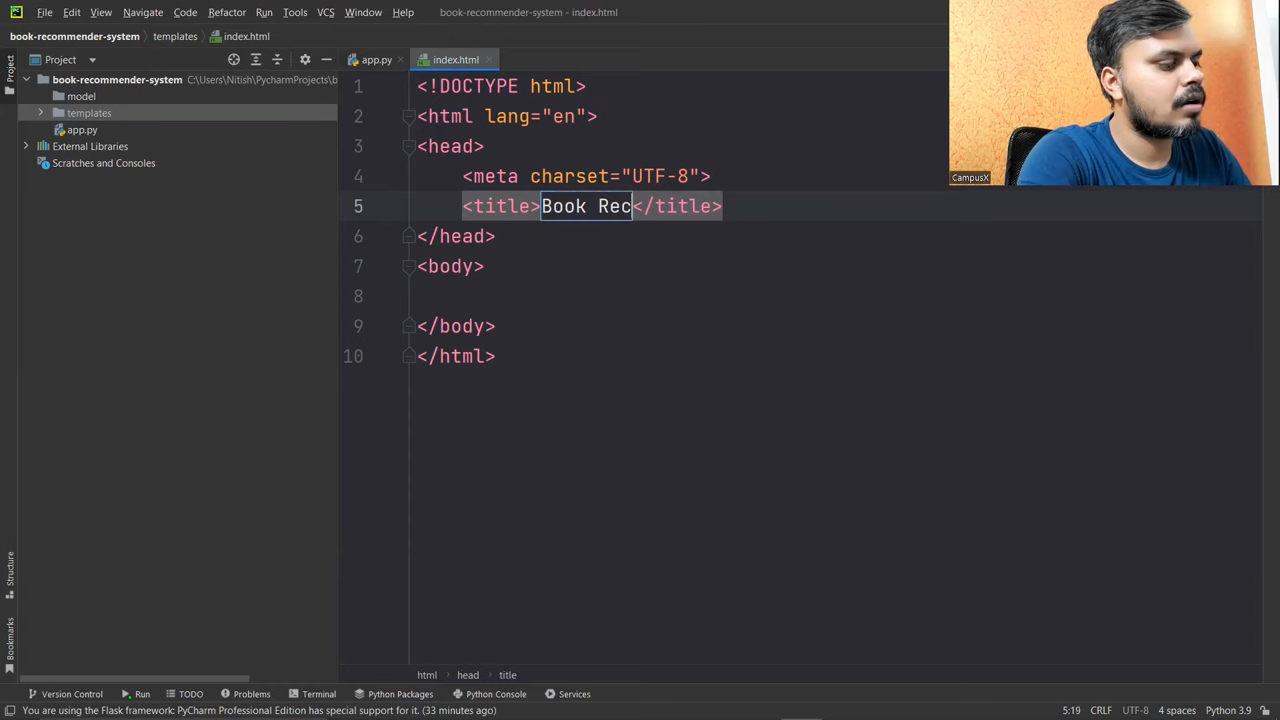 File Edit View Navigate Code Refactor Run Tools VCS Window Help book-recommender-system - index.html
book-recommender-system templates index.html
Project
Project
app.py
index.html
book-recommender-system C:\Users\Nitish\PycharmProjects\b
model
templates
app.py
External Libraries
Scratches and Consoles
1 <!DOCTYPE html>
2 <html lang="en">
3 <head>
4 <meta charset="UTF-8">
5 <title>Book Rec</title>
6 </head>
7 <body>
8
9 </body>
10 </html>
CampusX
Structure
Bookmarks
html head title
Version Control Run TODO Problems Terminal Python Packages Python Console Services
You are using the Flask framework: PyCharm Professional Edition has special support for it. (33 minutes ago) 5:19 CRLF UTF-8 4 spaces Python 3.9